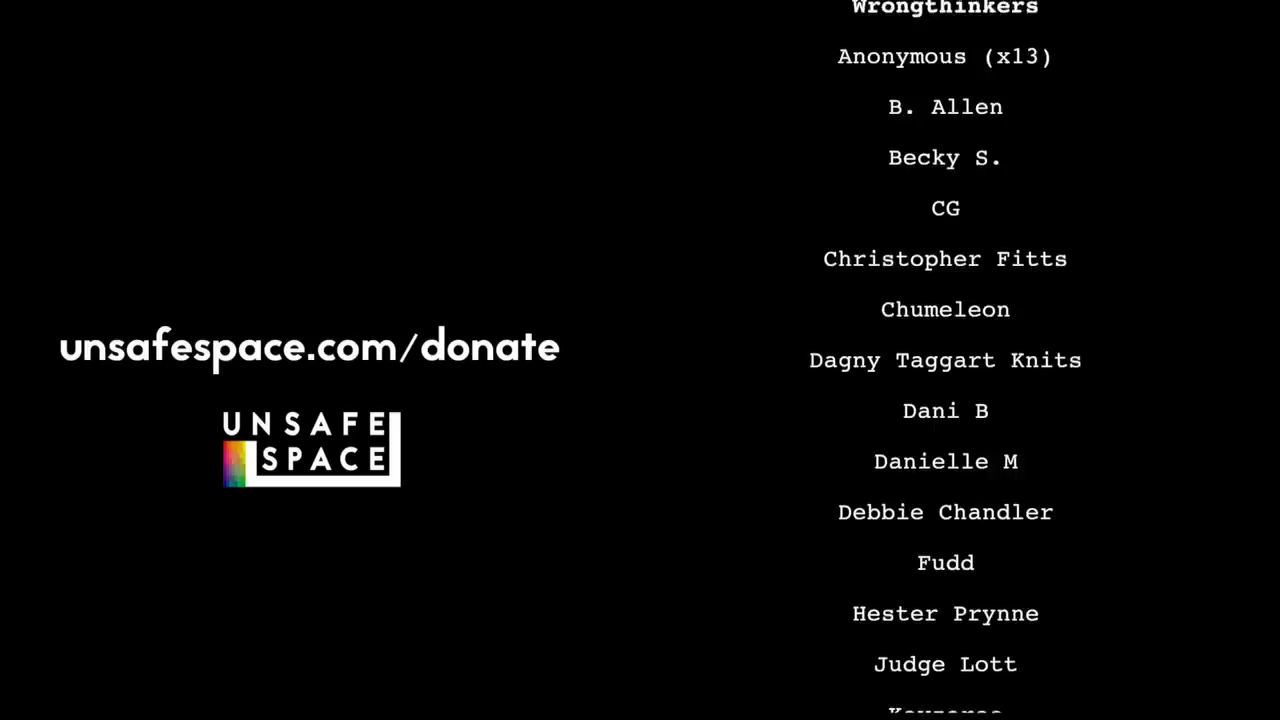 unsafespace.com/donate
UNSAFE
SPACE
Wrongthinkers
Anonymous (x13)
B. Allen
Becky S.
CG
Christopher Fitts
Chumeleon
Dagny Taggart Knits
Dani B
Danielle M
Debbie Chandler
Fudd
Hester Prynne
Judge Lott